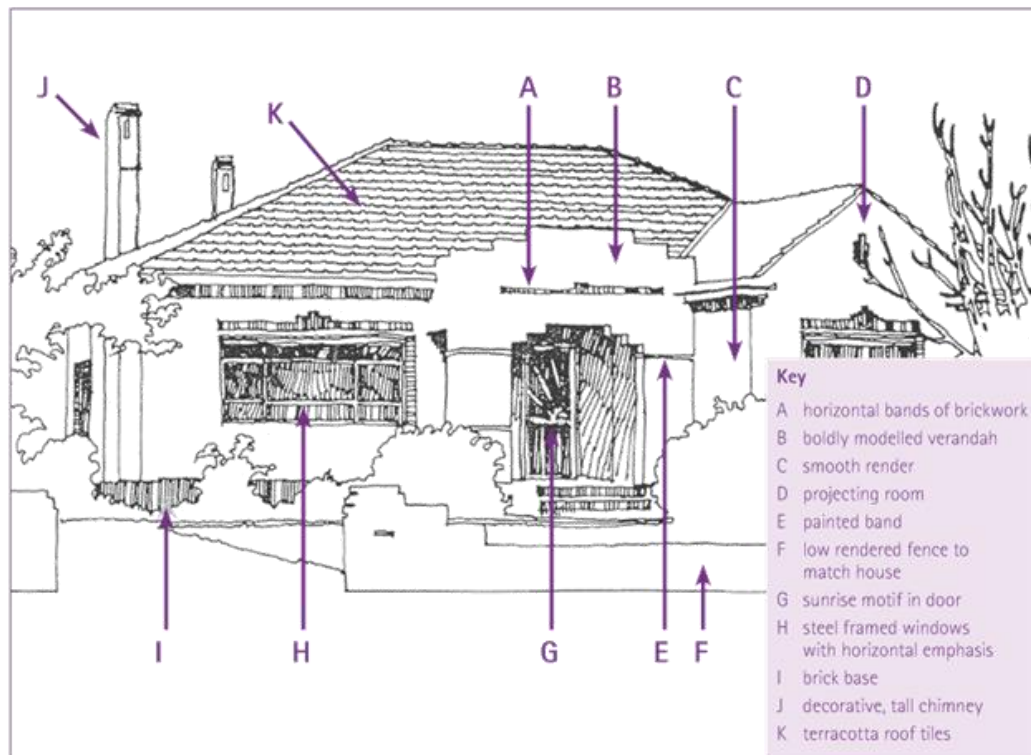 J
K
A
B
C
D
I
H
G
E
F
Key
A horizontal bands of brickwork
B boldly modelled verandah
C smooth render
D projecting room
E painted band
F low rendered fence to
match house
G sunrise motif in door
H steel framed windows
with horizontal emphasis
I brick base
J decorative, tall chimney
K terracotta roof tiles